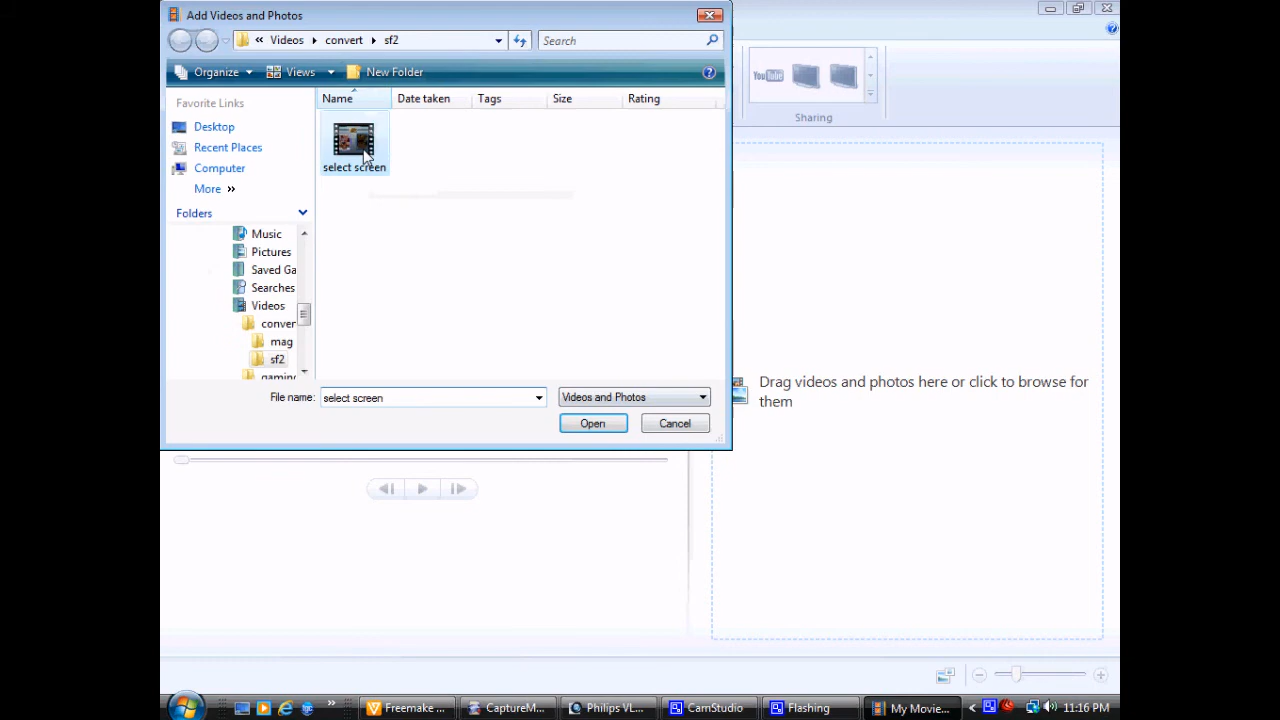 Add Videos and Photos
« Videos convert sf2
Search
Organize Views New Folder
Favorite Links
Desktop
Recent Places
Computer
More »
Folders
Music
Pictures
Saved Ga
Searches
Videos
conver
mag
sf2
gaming
Name Date taken Tags Size Rating
select screen
File name: select screen
Videos and Photos
Open Cancel
YouTube
Sharing
Drag videos and photos here or click to browse for
them
» Freemake ... CaptureM... Philips VL... CamStudio Flashing My Movie... 11:16 PM